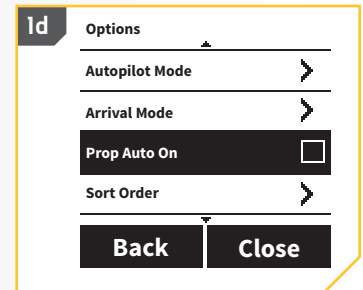 1d
Options
Autopilot Mode
Arrival Mode
Prop Auto On
Sort Order
Back Close